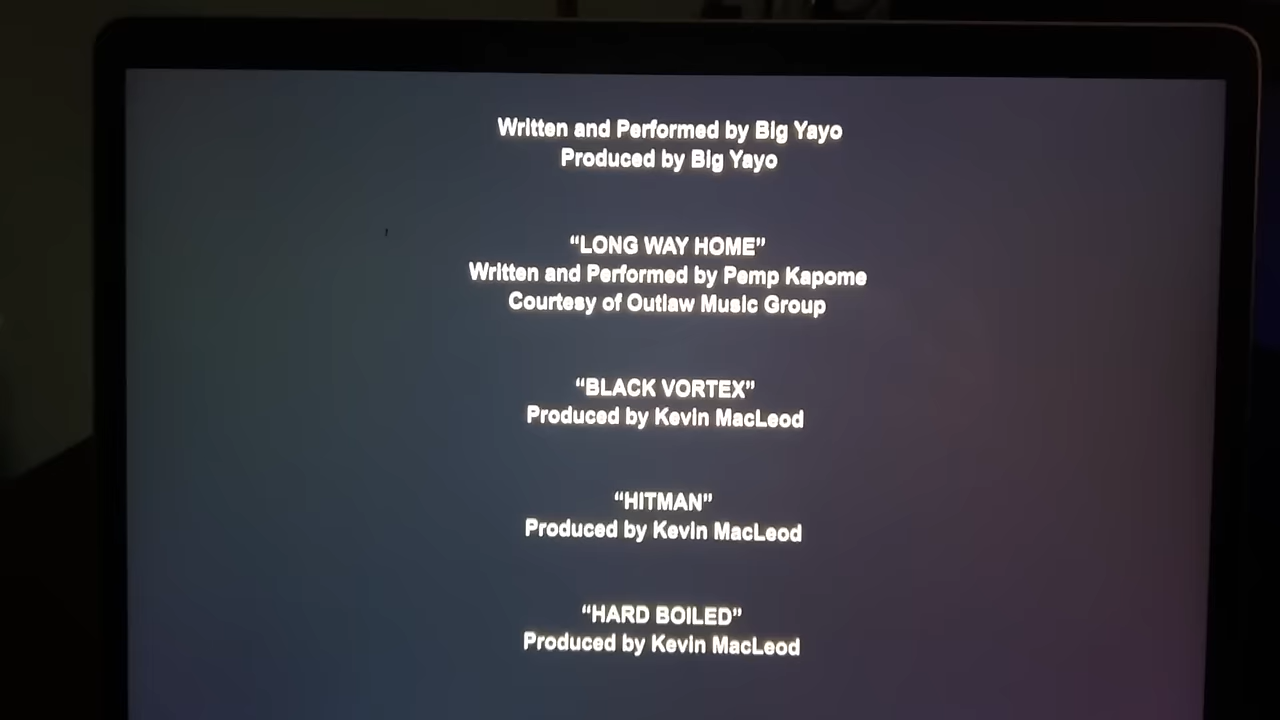 Written and Performed by Big Yayo
Produced by Big Yayo
“LONG WAY HOME”
Written and Performed by Pemp Kapome
Courtesy of Outlaw Music Group
“BLACK VORTEX”
Produced by Kevin MacLeod
“HITMAN”
Produced by Kevin MacLeod
“HARD BOILED”
Produced by Kevin MacLeod